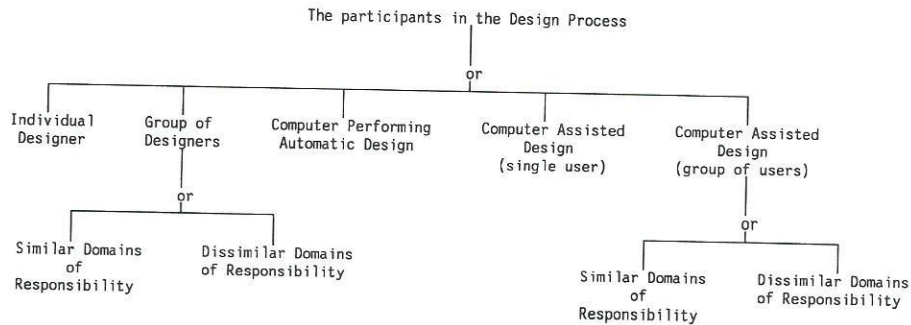 The participants in the Design Process
or
Individual
Designer
Group of
Designers
Computer Performing
Automatic Design
Computer Assisted
Design
(single user)
Computer Assisted
Design
(group of users)
or
Similar Domains
of
Responsibility
Dissimilar Domains
of Responsibility
or
Similar Domains
of
Responsibility
Dissimilar Domains
of Responsibility